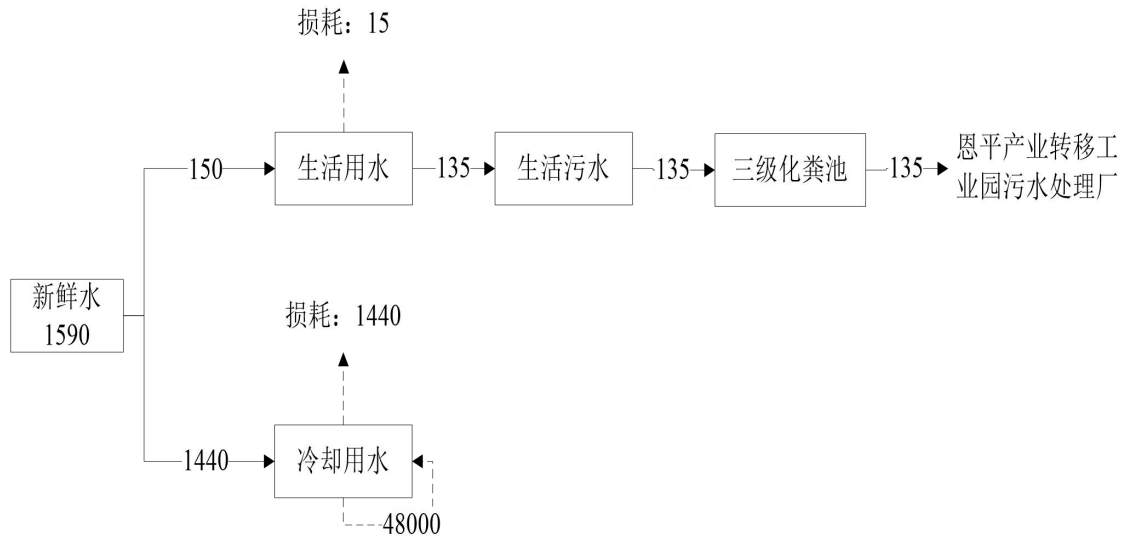 损耗：15
150
生活用水
135
生活污水
135
三级化粪池
135
恩平产业转移工
业园污水处理厂
新鲜水
1590
损耗：1440
1440
冷却用水
48000